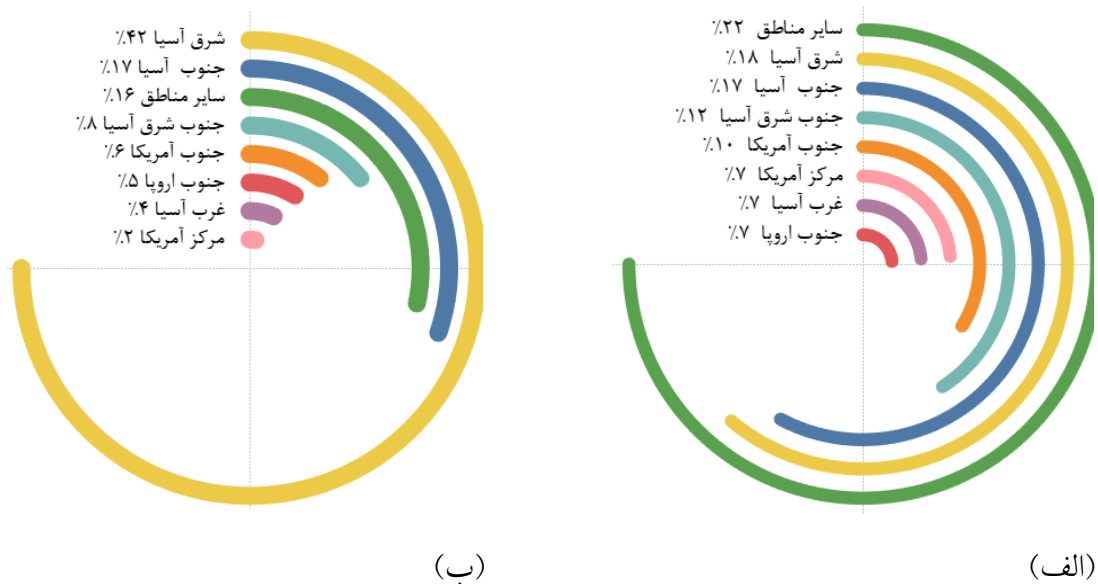 سایر مناطق ۲۲٪
شرق آسیا ۱۸٪
جنوب آسیا ۱۷٪
جنوب شرق آسیا ۱۲٪
جنوب آمریکا ۱۰٪
مرکز آمریکا ۷٪
غرب آسیا ۷٪
جنوب اروپا ۷٪
(الف)
شرق آسیا ۴۲٪
جنوب آسیا ۱۷٪
سایر مناطق ۱۶٪
جنوب شرق آسیا ۸٪
جنوب آمریکا ۶٪
جنوب اروپا ۵٪
غرب آسیا ۴٪
مرکز آمریکا ۲٪
(ب)